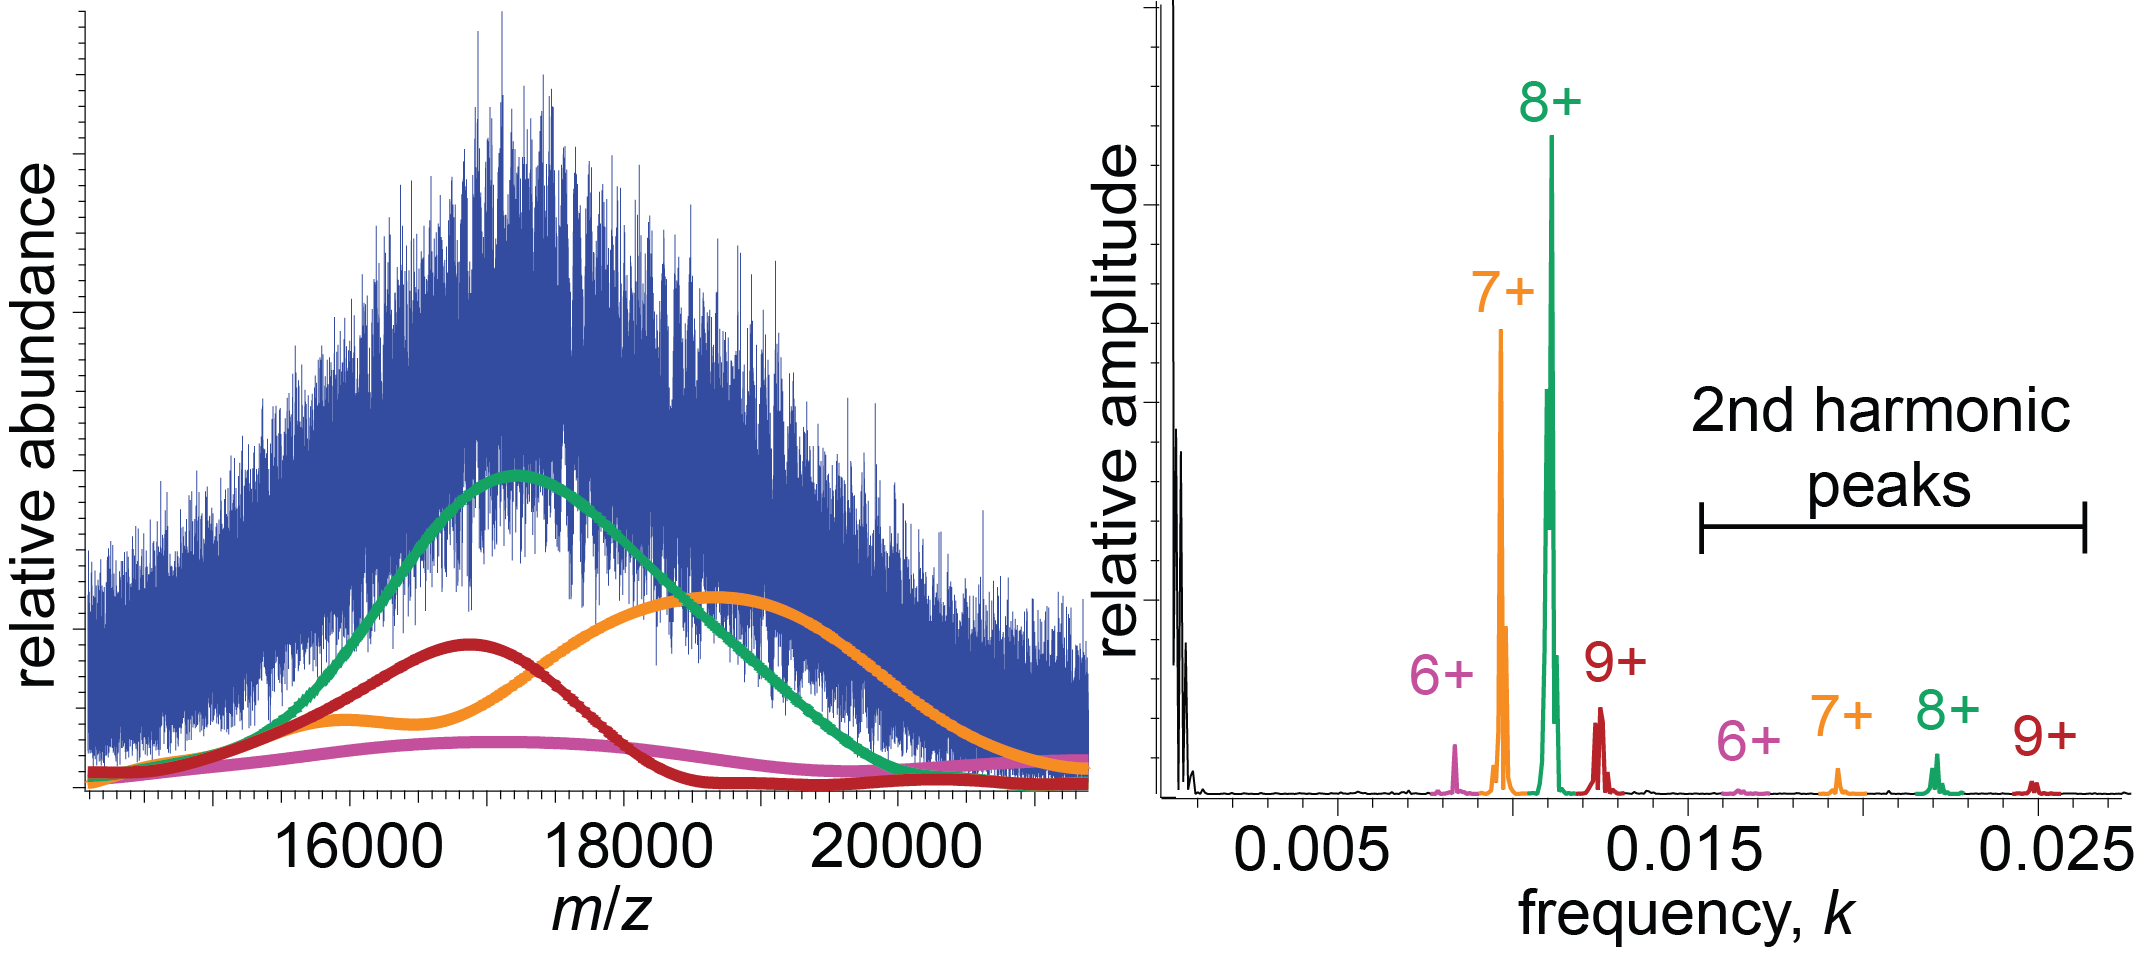 relative abundance
16000
18000
20000
m/z
relative amplitude
8+
7+
6+
9+
2nd harmonic
peaks
6+
7+
8+
9+
0.005
0.015
0.025
frequency, k